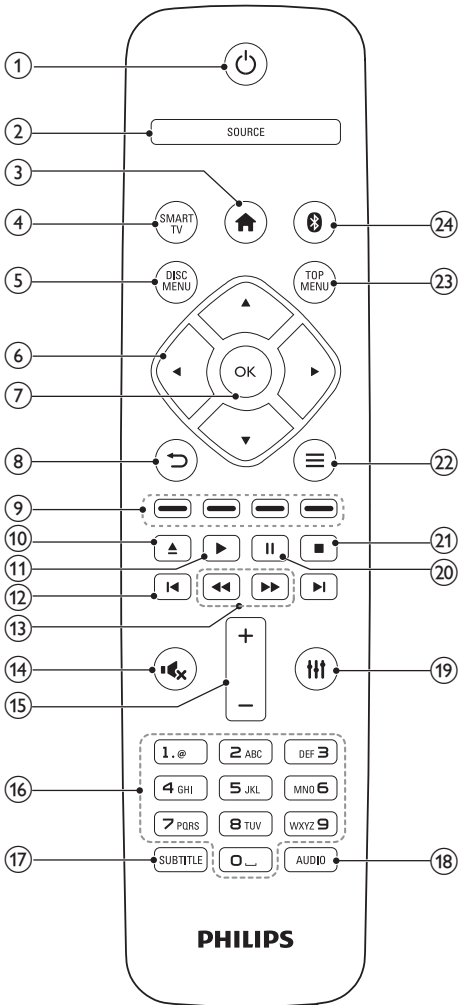 ①
② SOURCE
③
④ SMART TV ㉔
⑤ DISC MENU TOP MENU ㉓
⑥
⑦ OK
⑧ ㉒
⑨
⑩ ㉑
⑪ ⑳
⑫
⑬
+
⑭ ⑲
⑮
−
1.@ 2 ABC DEF 3
⑯ 4 GHI 5 JKL MNO 6
7 PQRS 8 TUV WXYZ 9
⑰ SUBTITLE 0 AUDIO ⑱
PHILIPS